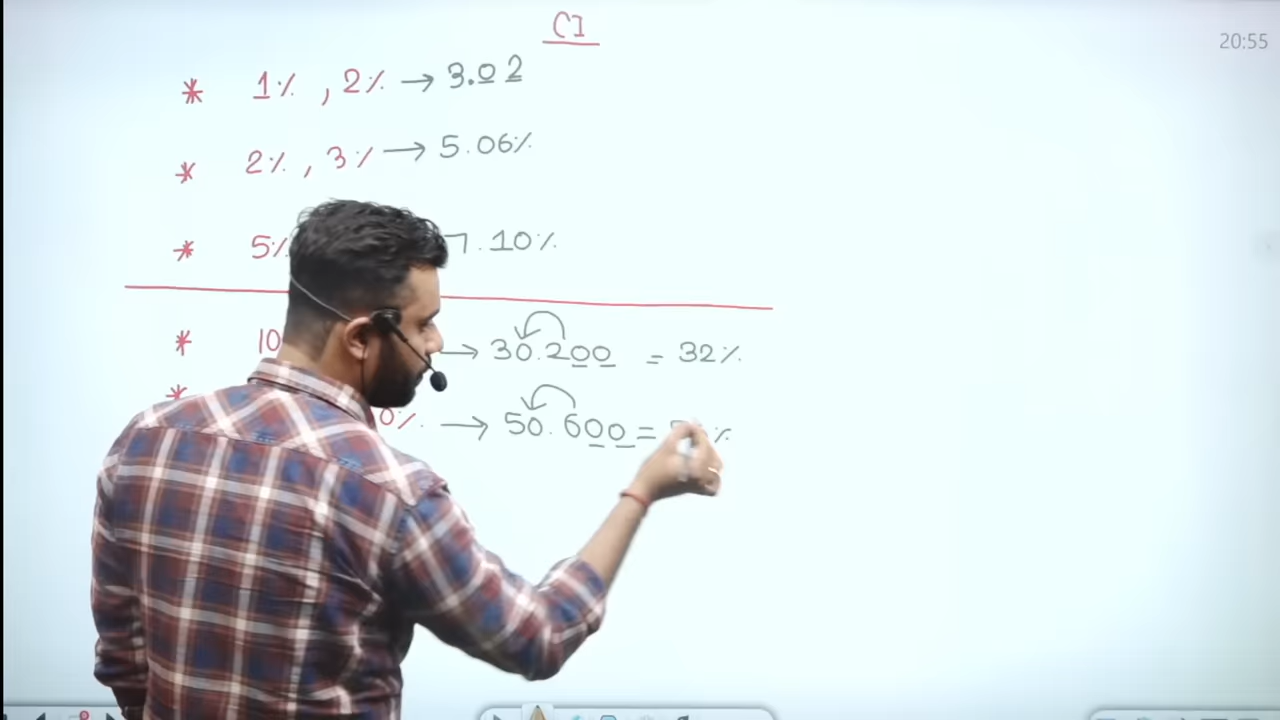 CI
20:55
* 1% , 2% → 3.02
* 2% , 3% → 5.06%
* 5% 7.10%
* 10 → 30.200 = 32%
* 0% → 50.600 = %